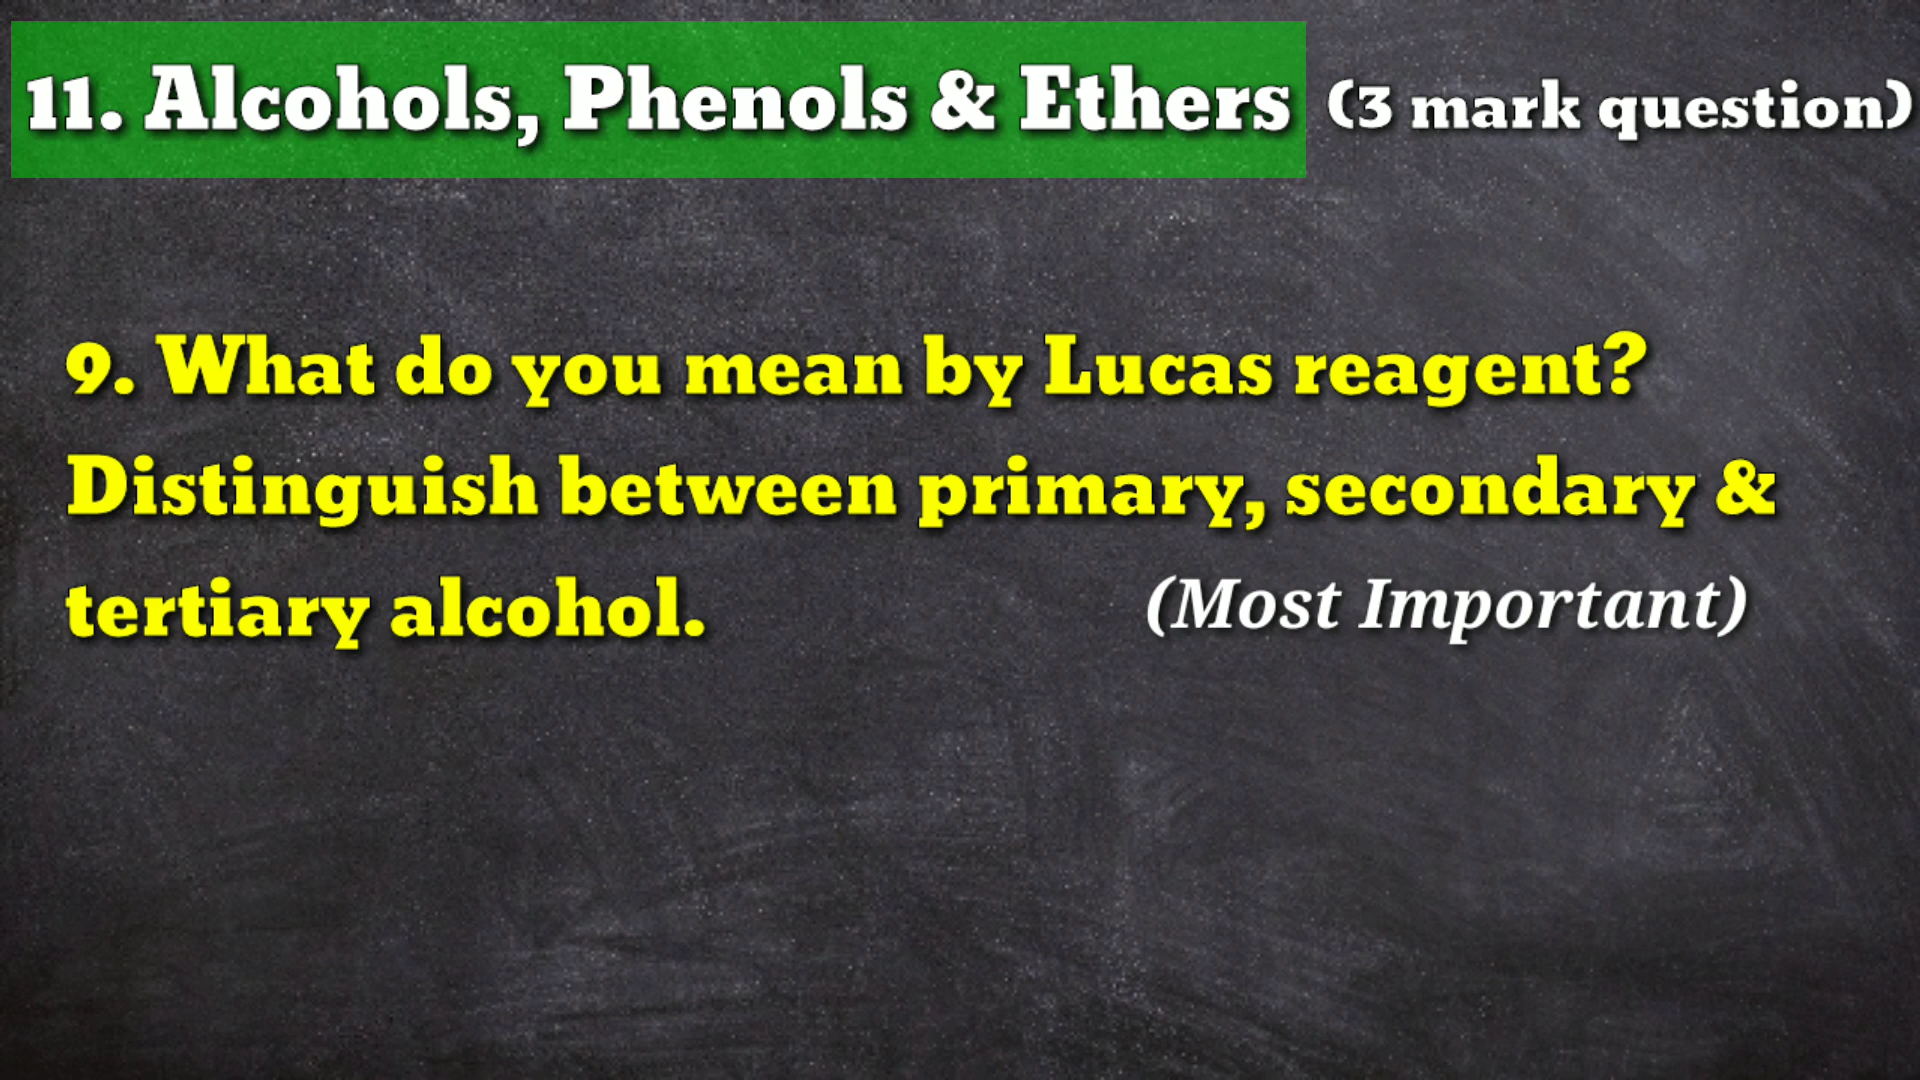 11. Alcohols, Phenols & Ethers (3 mark question)
9. What do you mean by Lucas reagent?
Distinguish between primary, secondary &
tertiary alcohol. (Most Important)